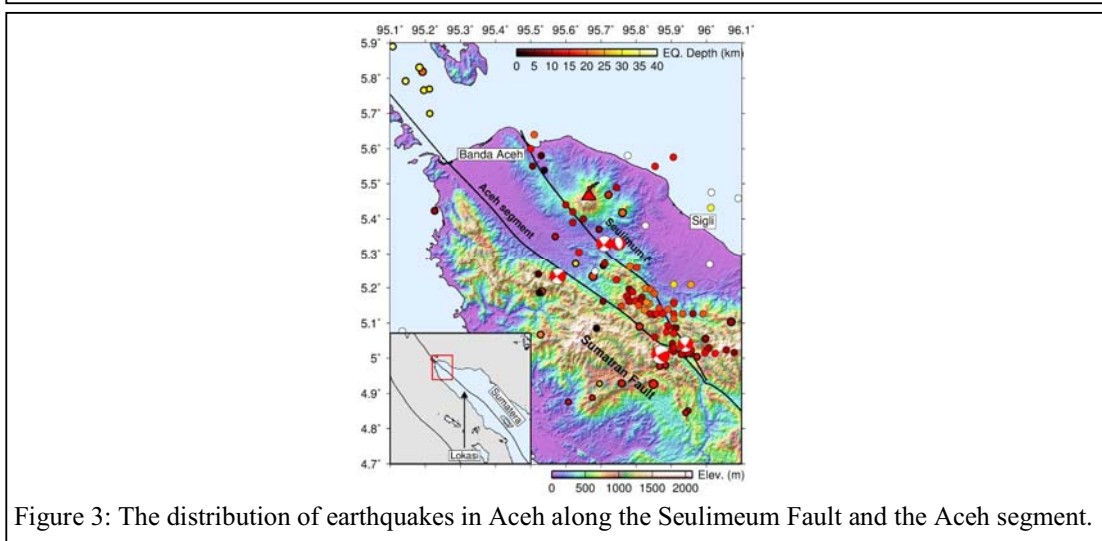 95.1° 95.2° 95.3° 95.4° 95.5° 95.6° 95.7° 95.8° 95.9° 96° 96.1°
5.9°
EQ. Depth (km)
0 5 10 15 20 25 30 35 40
5.8°
5.7°
5.6°
Banda Aceh
5.5°
Aceh segment
5.4°
Sigli
5.3°
5.2°
5.1°
Sumatran Fault
5°
4.9°
Sumatera
4.8°
Lokasi
4.7°
Elev. (m)
0 500 1000 1500 2000
Figure 3: The distribution of earthquakes in Aceh along the Seulimeum Fault and the Aceh segment.